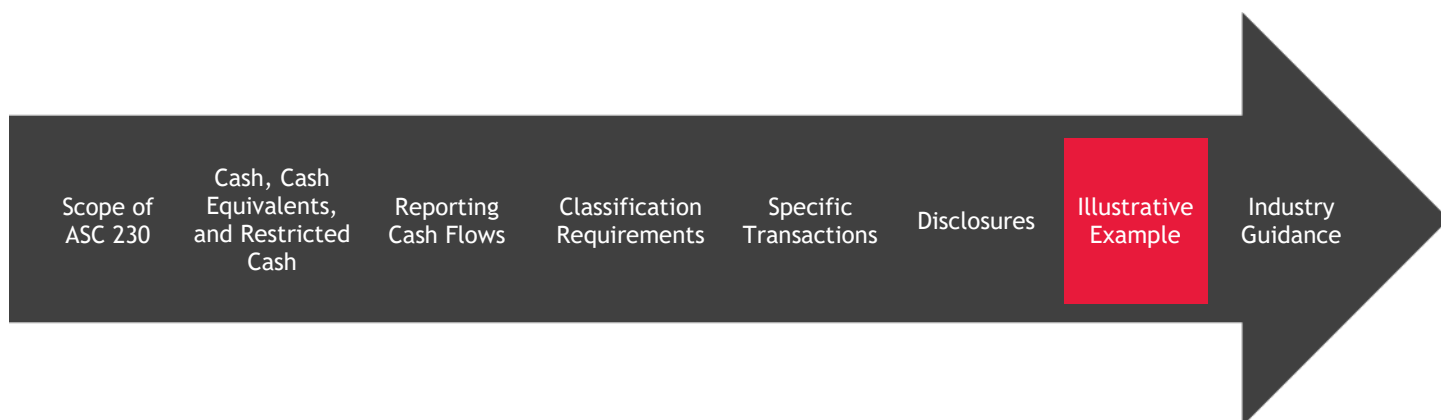 Scope of
ASC 230
Cash, Cash
Equivalents,
and Restricted
Cash
Reporting
Cash Flows
Classification
Requirements
Specific
Transactions
Disclosures
Illustrative
Example
Industry
Guidance